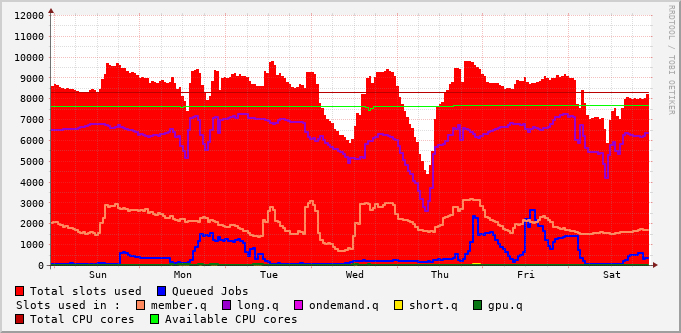 12000
11000
10000
9000
8000
7000
6000
5000
4000
3000
2000
1000
0
Sun Mon Tue Wed Thu Fri Sat
RRDTOOL / TOBI OETIKER
Total slots used Queued Jobs
Slots used in : member.q long.q ondemand.q short.q gpu.q
Total CPU cores Available CPU cores